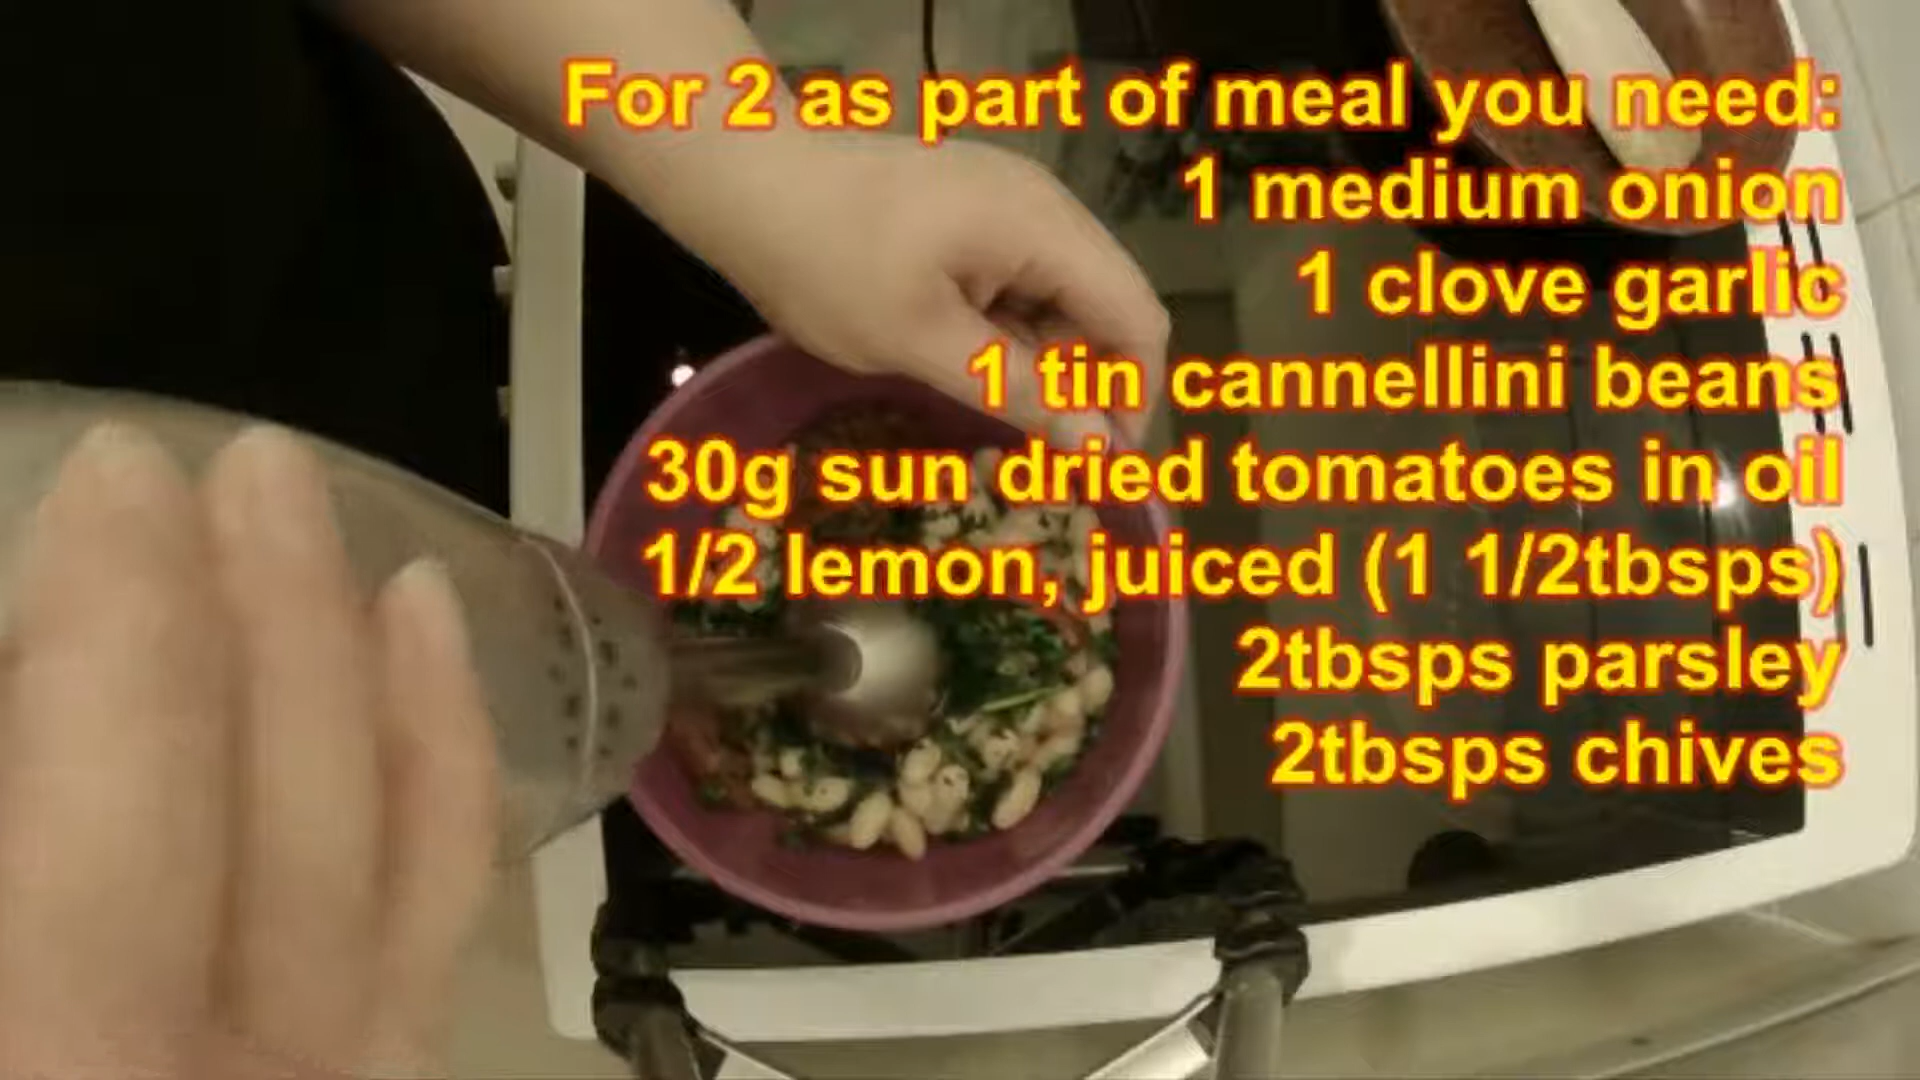 For 2 as part of meal you need:
1 medium onion
1 clove garlic
1 tin cannellini beans
30g sun dried tomatoes in oil
1/2 lemon, juiced (1 1/2tbsps)
2tbsps parsley
2tbsps chives